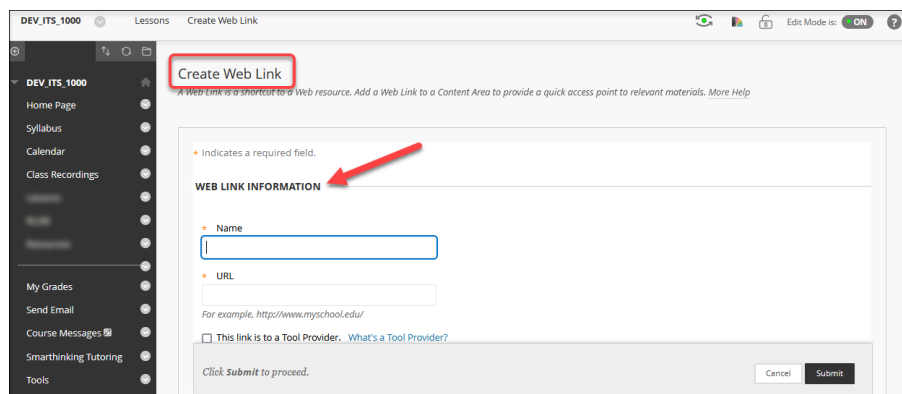 DEV_ITS_1000 Lessons Create Web Link Edit Mode is: ON ?
DEV_ITS_1000
Home Page
Syllabus
Calendar
Class Recordings
My Grades
Send Email
Course Messages
Smarthinking Tutoring
Tools
Create Web Link
A Web Link is a shortcut to a Web resource. Add a Web Link to a Content Area to provide a quick access point to relevant materials. More Help
* Indicates a required field.
WEB LINK INFORMATION
* Name
* URL
For example, http://www.myschool.edu/
This link is to a Tool Provider. What's a Tool Provider?
Click Submit to proceed.
Cancel Submit